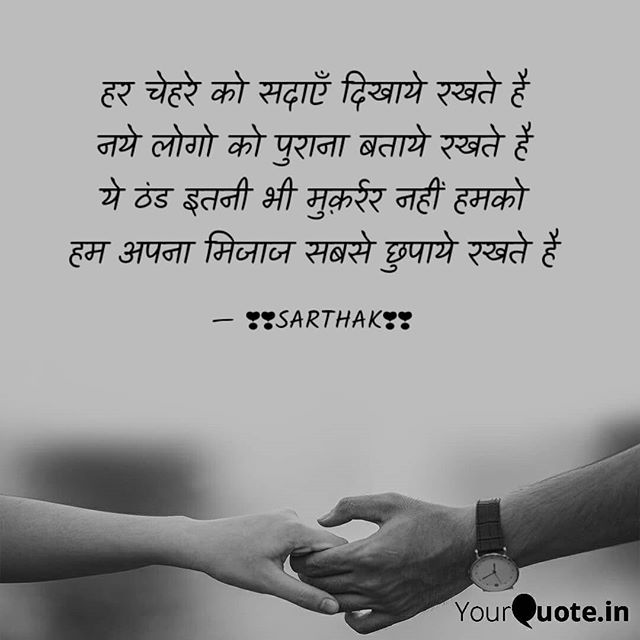 हर चेहरे को सदाएँ दिखाये रखते है
नये लोगो को पुराना बताये रखते है
ये ठंड इतनी भी मुक़र्रर नहीं हमको
हम अपना मिजाज सबसे छुपाये रखते है
— ❣❣SARTHAK❣❣
YourQuote.in